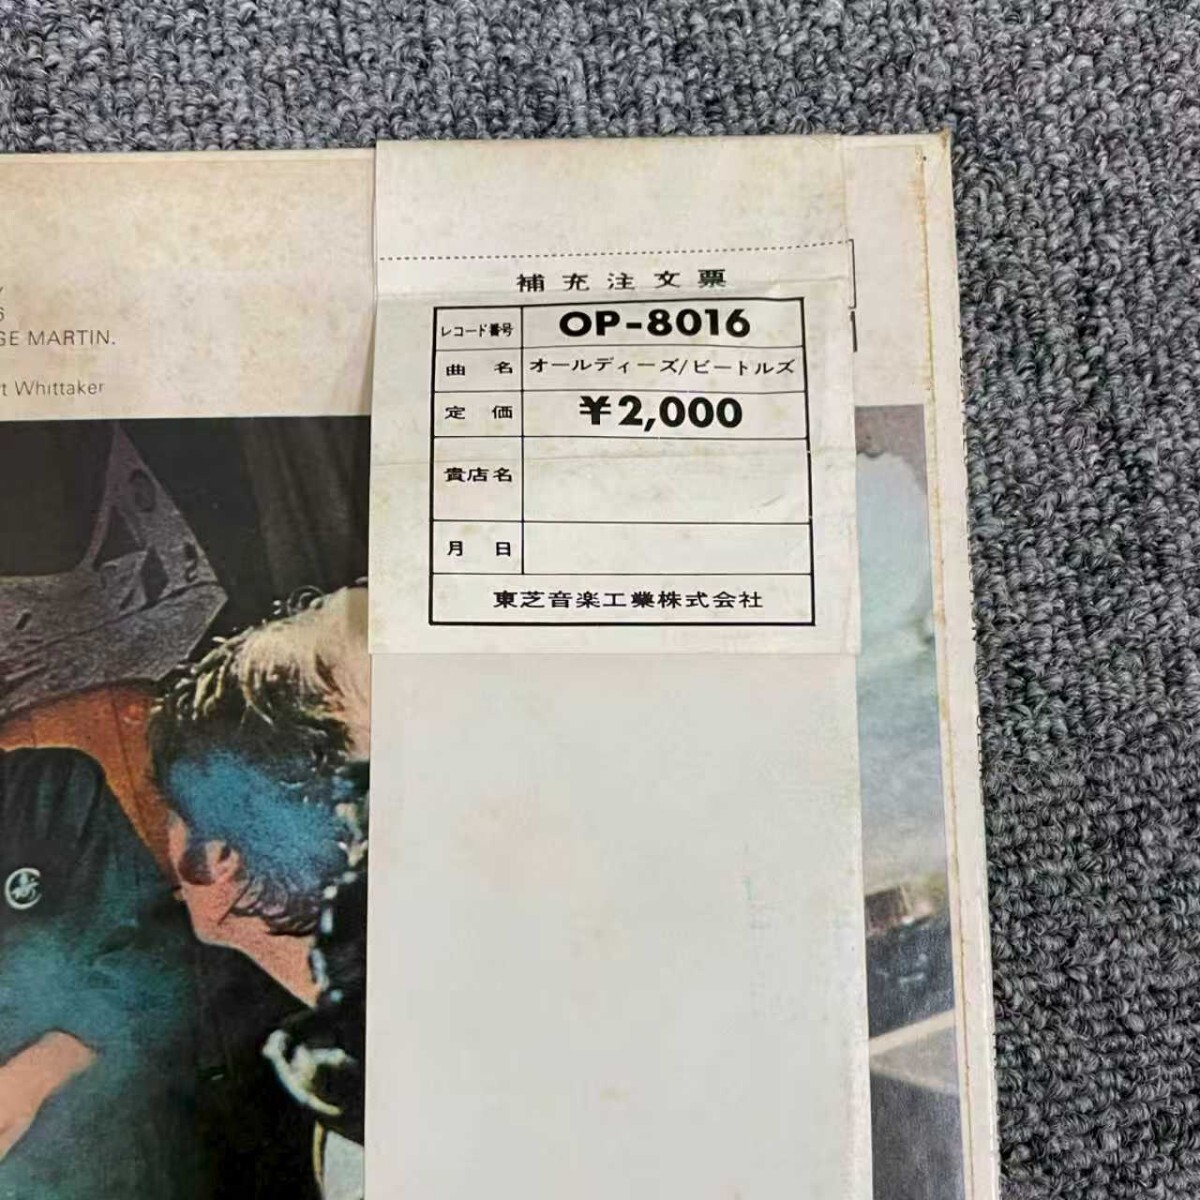 6
GE MARTIN.
rt Whittaker
補充注文票
レコード番号 OP-8016
曲名 オールディーズ/ビートルズ
定価 ¥2,000
貴店名
月日
東芝音楽工業株式会社